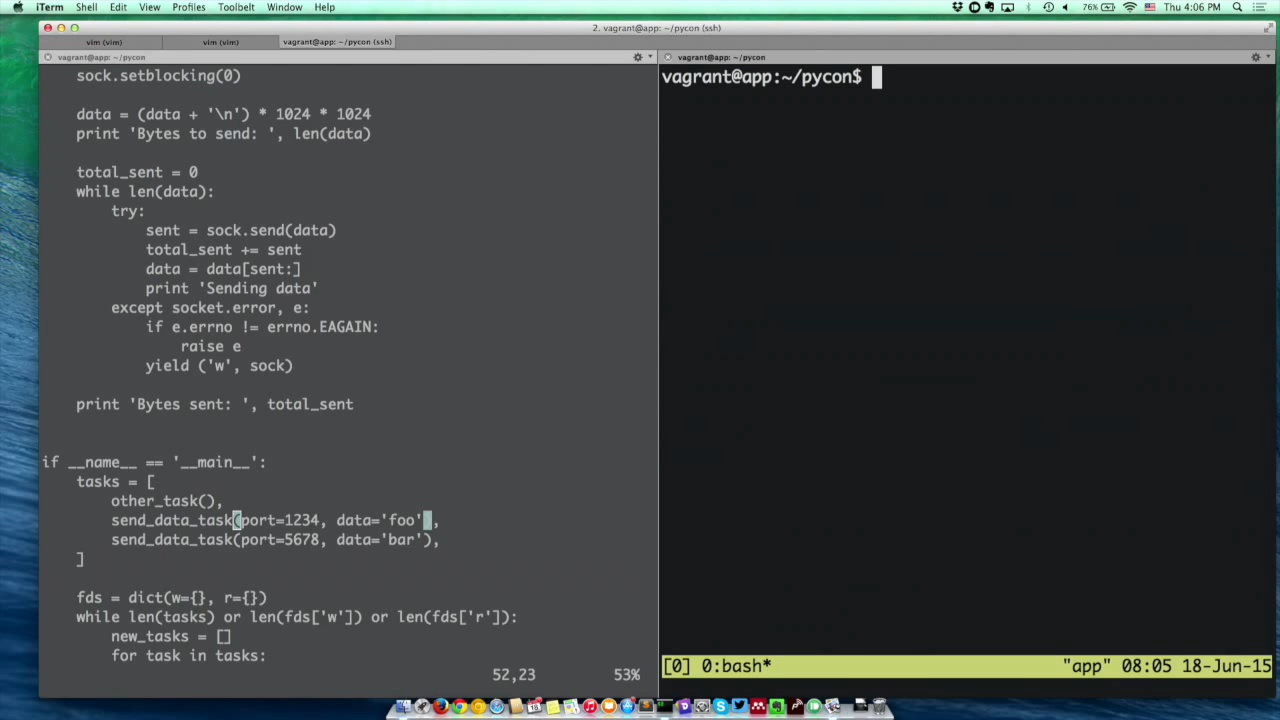 iTerm Shell Edit View Profiles Toolbelt Window Help 76% Thu 4:06 PM
2. vagrant@app: ~/pycon (ssh)
vim (vim) vim (vim) vagrant@app: ~/pycon (ssh)
vagrant@app: ~/pycon
sock.setblocking(0)
data = (data + '\n') * 1024 * 1024
print 'Bytes to send: ', len(data)
total_sent = 0
while len(data):
try:
sent = sock.send(data)
total_sent += sent
data = data[sent:]
print 'Sending data'
except socket.error, e:
if e.errno != errno.EAGAIN:
raise e
yield ('w', sock)
print 'Bytes sent: ', total_sent
if __name__ == '__main__':
tasks = [
other_task(),
send_data_task(port=1234, data='foo'),
send_data_task(port=5678, data='bar'),
]
fds = dict(w={}, r={})
while len(tasks) or len(fds['w']) or len(fds['r']):
new_tasks = []
for task in tasks:
52,23 53%
vagrant@app: ~/pycon
vagrant@app:~/pycon$
[0] 0:bash* "app" 08:05 18-Jun-15